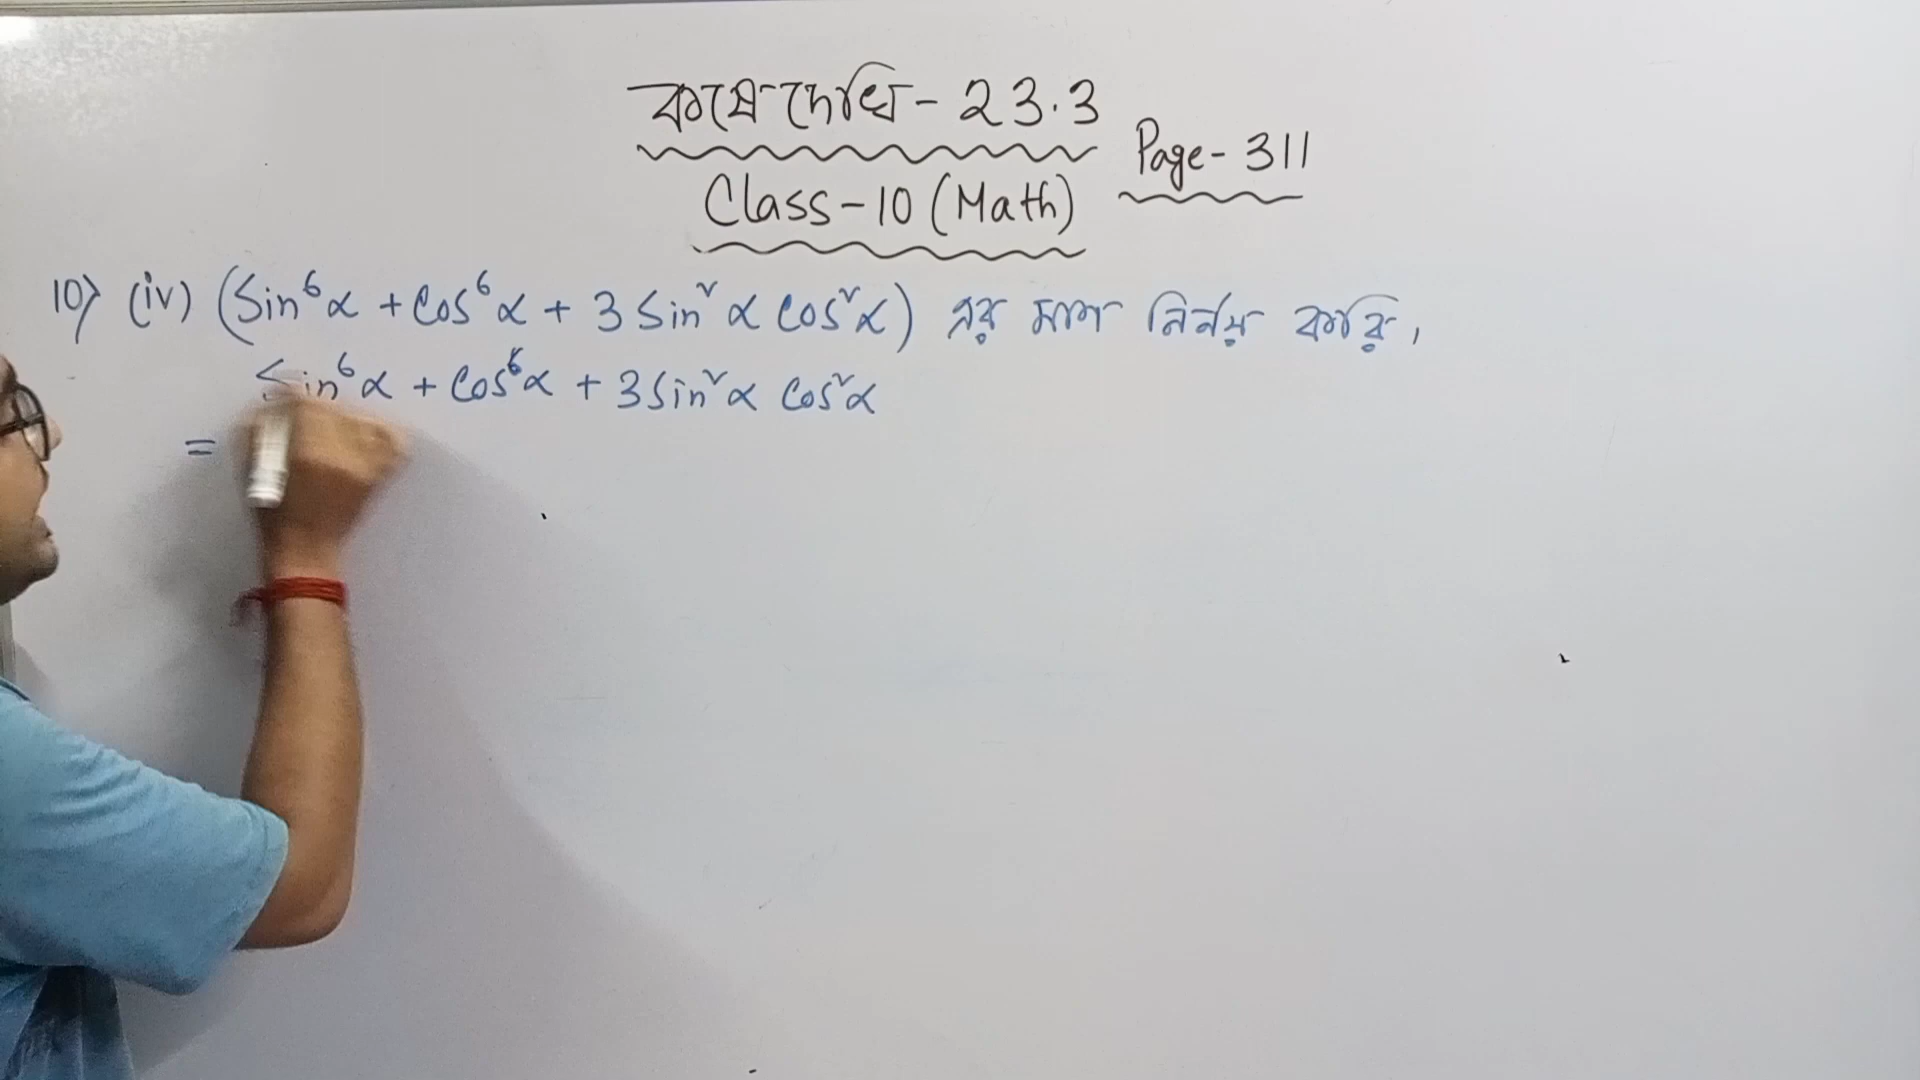 কষে দেখি - 23.3
Page - 311
Class - 10 (Math)
10) (iv) (Sin⁶α + Cos⁶α + 3 Sin²α Cos²α) এর মান নির্ণয় করি,
Sin⁶α + Cos⁶α + 3 Sin²α Cos²α
=